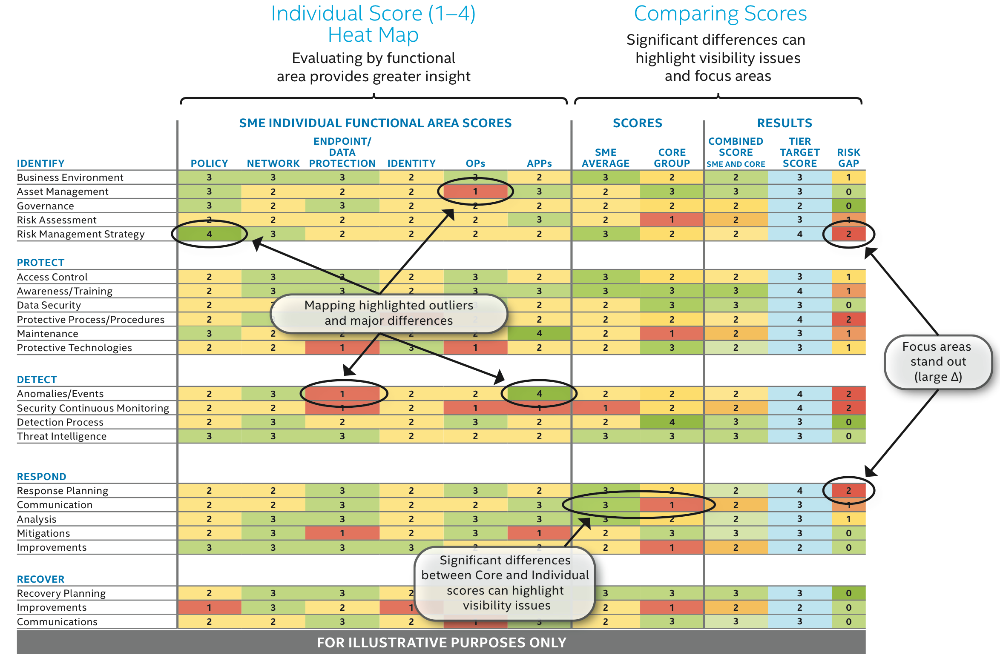 Individual Score (1–4)
Heat Map
Evaluating by functional
area provides greater insight
Comparing Scores
Significant differences can
highlight visibility issues
and focus areas
SME INDIVIDUAL FUNCTIONAL AREA SCORES
SCORES
RESULTS
IDENTIFY
POLICY
NETWORK
ENDPOINT/
DATA
PROTECTION
IDENTITY
OPs
APPs
SME
AVERAGE
CORE
GROUP
COMBINED
SCORE
SME AND CORE
TIER
TARGET
SCORE
RISK
GAP
Business Environment 3 3 3 2 3 2 3 2 2 3 1
Asset Management 3 2 2 2 1 3 2 3 3 3 0
Governance 3 2 3 2 2 2 2 2 2 2 0
Risk Assessment 2 2 2 2 2 3 2 1 2 3 1
Risk Management Strategy 4 3 2 2 2 2 3 2 2 4 2
PROTECT
Access Control 2 3 3 2 3 2 3 2 2 3 1
Awareness/Training 2 3 3 2 3 3 3 3 3 4 1
Data Security 2 2 3 2 2 3 3 3 0
Protective Process/Procedures 2 3 2 2 2 2 2 4 2
Maintenance 3 2 2 2 2 4 2 1 2 3 1
Protective Technologies 2 2 1 3 1 2 2 3 2 3 1
Mapping highlighted outliers
and major differences
Focus areas
stand out
(large Δ)
DETECT
Anomalies/Events 2 3 1 2 2 4 2 2 2 4 2
Security Continuous Monitoring 2 2 1 2 1 1 1 2 2 4 2
Detection Process 2 3 2 2 3 2 2 4 3 3 0
Threat Intelligence 3 3 3 2 2 2 3 3 3 3 0
RESPOND
Response Planning 2 2 3 2 3 2 3 2 2 4 2
Communication 2 2 3 2 2 3 3 1 2 3 1
Analysis 2 3 3 2 3 3 3 2 2 3 1
Mitigations 2 3 1 2 3 1 2 3 3 3 0
Improvements 3 3 3 3 2 2 2 1 2 2 0
Significant differences
between Core and Individual
scores can highlight
visibility issues
RECOVER
Recovery Planning 2 3 3 2 3 3 3 3 0
Improvements 1 3 2 1 2 1 2 2 0
Communications 2 2 3 2 1 3 2 3 3 3 0
FOR ILLUSTRATIVE PURPOSES ONLY